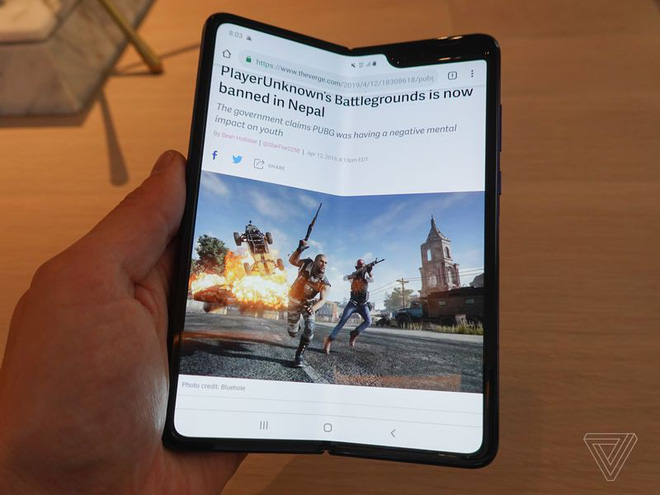 8:03
https://www.theverge.com/2019/4/12/18308618/pubg
PlayerUnknown's Battlegrounds is now
banned in Nepal
The government claims PUBG was having a negative mental
impact on youth
By Sean Hollister | @StarFire2258 | Apr 12, 2019, 6:13pm EDT
SHARE
Photo credit: Bluehole